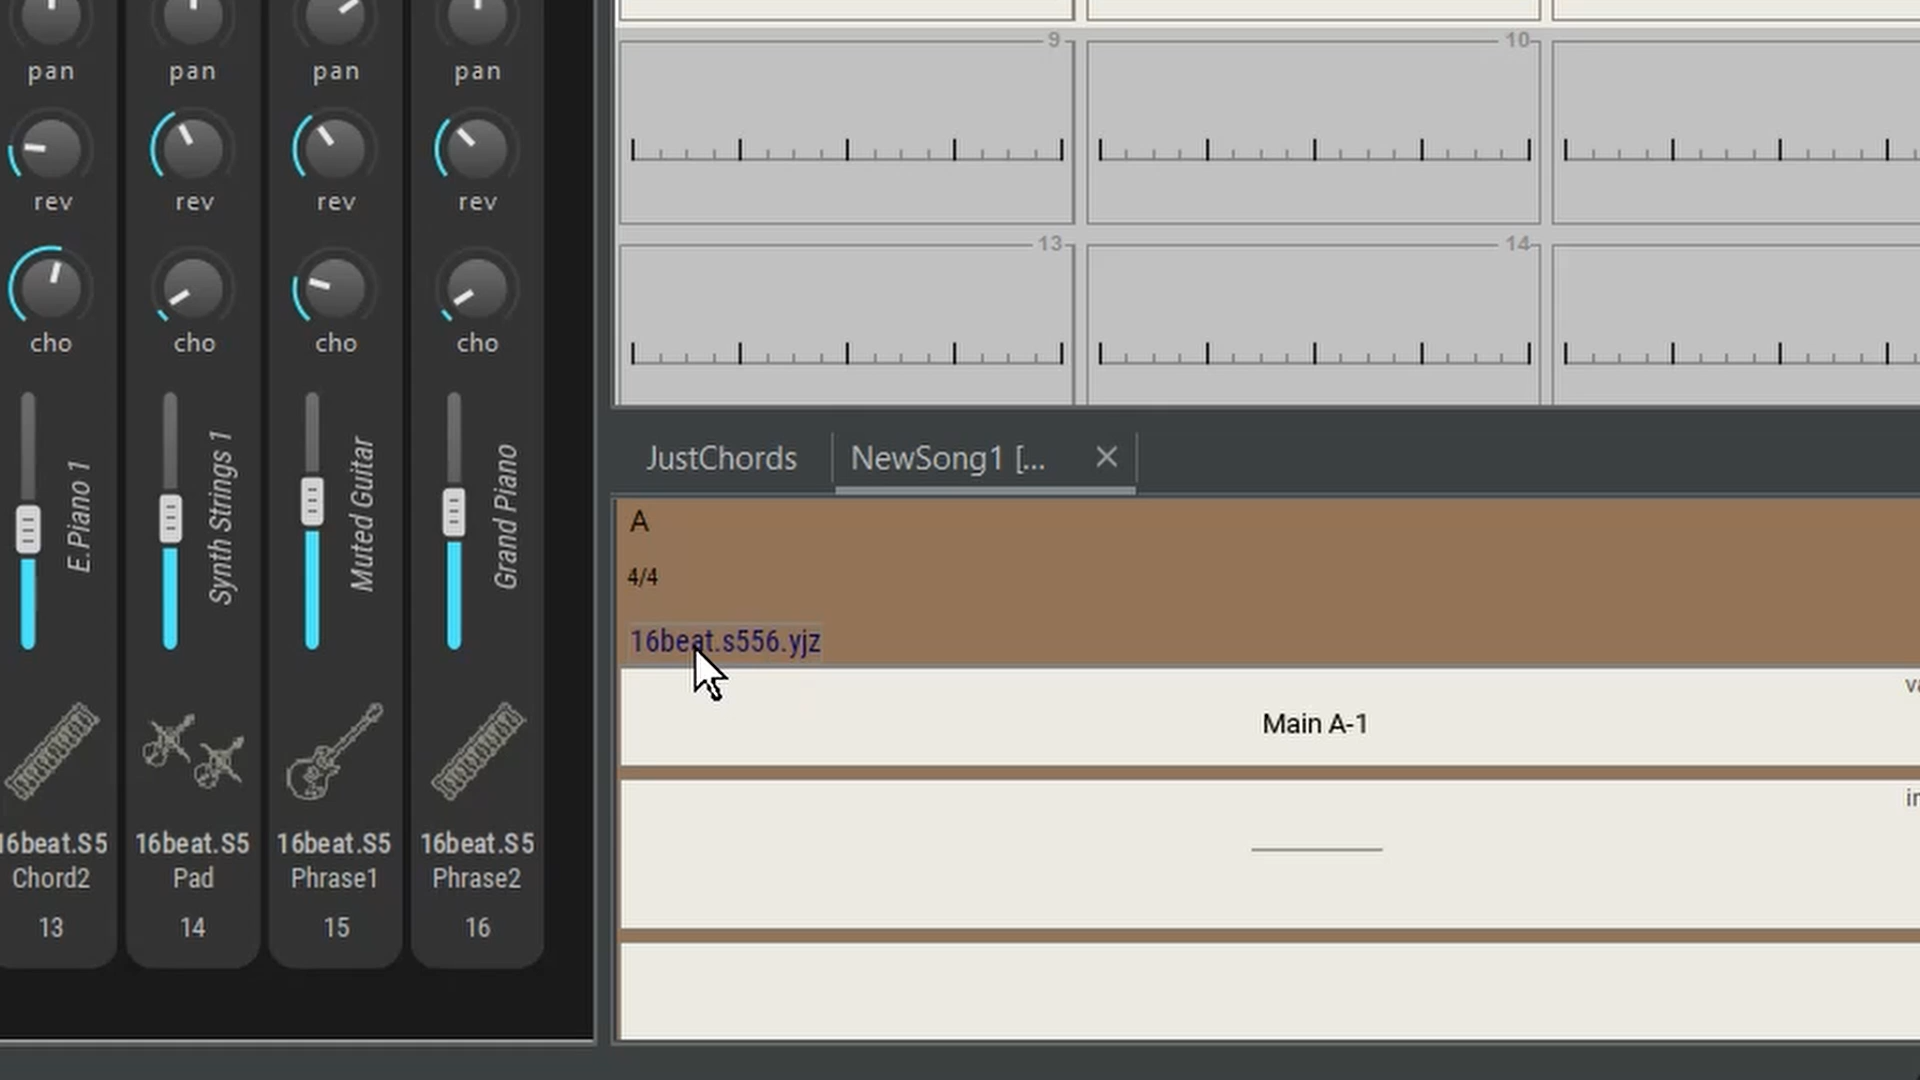 pan pan pan pan
rev rev rev rev
cho cho cho cho
E.Piano 1
Synth Strings 1
Muted Guitar
Grand Piano
16beat.S5 16beat.S5 16beat.S5 16beat.S5
Chord2 Pad Phrase1 Phrase2
13 14 15 16
9 10
13 14
JustChords NewSong1 [...
A
4/4
16beat.s556.yjz
Main A-1